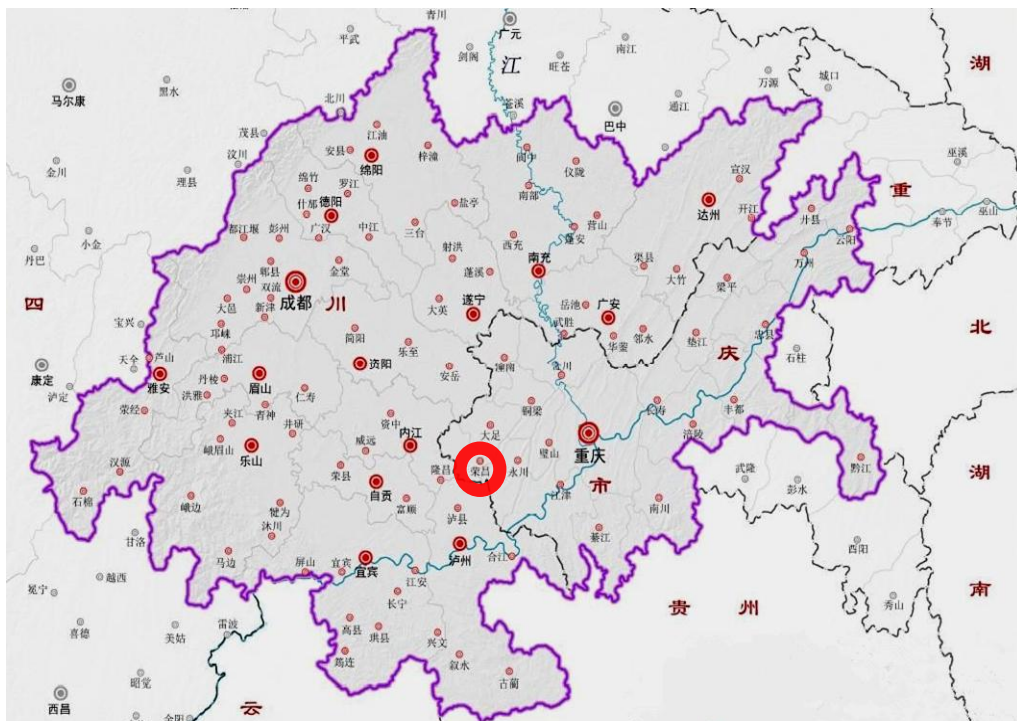 青川
广元
平武
剑阁
江
旺苍
南江
湖
马尔康
黑水
万源
城口
北川
苍溪
巴中
通江
茂县
江油
汶川
安县
绵阳
梓潼
阆中
仪陇
宣汉
巫溪
金川
理县
绵竹
罗江
什邡
德阳
盐亭
南部
达州
开江
重
巫山
都江堰
彭州
广汉
中江
三台
射洪
西充
蓬安
营山
云阳
奉节
小金
丹巴
郫县
金堂
崇州
双流
成都
川
蓬溪
南充
渠县
大竹
万州
梁平
四
大邑
新津
大英
遂宁
岳池
广安
宝兴
邛崃
简阳
武胜
华蓥
邻水
垫江
忠县
北
庆
石柱
天全
芦山
蒲江
乐至
资阳
安岳
潼南
合川
康定
泸定
雅安
丹棱
眉山
洪雅
仁寿
青神
荥经
夹江
井研
资中
铜梁
长寿
丰都
大足
涪陵
重庆
峨眉山
乐山
威远
内江
璧山
汉源
荣县
隆昌
荣昌
永川
武隆
黔江
湖
石棉
自贡
富顺
江津
市
彭水
峨边
犍为
沐川
泸县
南川
綦江
甘洛
马边
屏山
宜宾
宜宾
江安
泸州
合江
酉阳
越西
冕宁
长宁
南
喜德
美姑
雷波
高县
珙县
兴文
贵
州
秀山
筠连
叙永
古蔺
昭觉
西昌
云